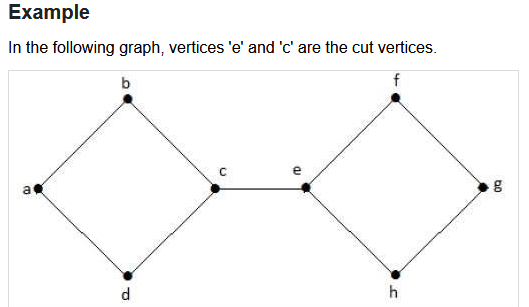 Example
In the following graph, vertices 'e' and 'c' are the cut vertices.
b
f
c
e
a
g
d
h